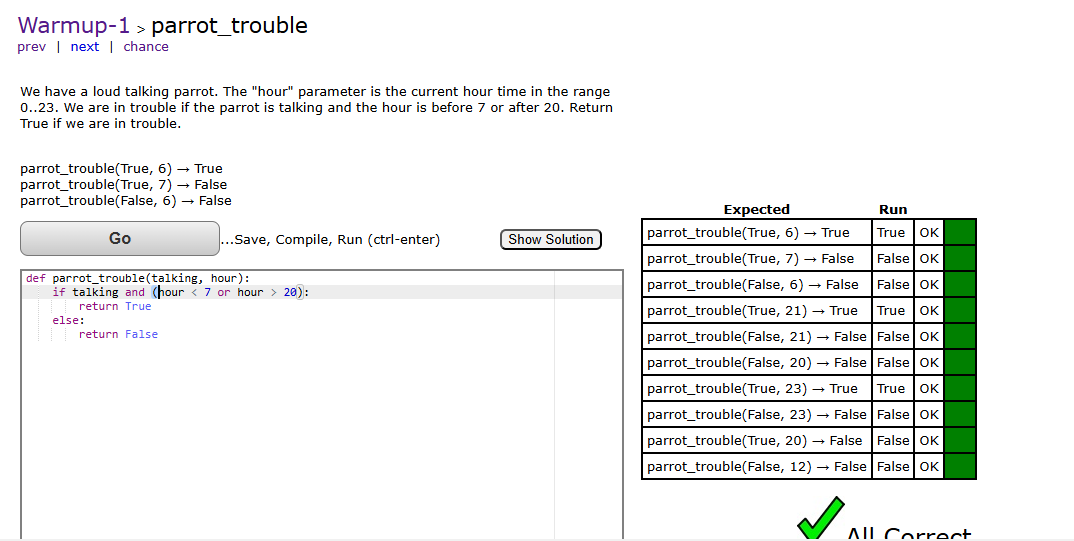 Warmup-1 > parrot_trouble
prev | next | chance
We have a loud talking parrot. The "hour" parameter is the current hour time in the range
0..23. We are in trouble if the parrot is talking and the hour is before 7 or after 20. Return
True if we are in trouble.
parrot_trouble(True, 6) → True
parrot_trouble(True, 7) → False
parrot_trouble(False, 6) → False
Go ...Save, Compile, Run (ctrl-enter) Show Solution
def parrot_trouble(talking, hour):
if talking and (hour < 7 or hour > 20):
return True
else:
return False
Expected Run
parrot_trouble(True, 6) → True True OK
parrot_trouble(True, 7) → False False OK
parrot_trouble(False, 6) → False False OK
parrot_trouble(True, 21) → True True OK
parrot_trouble(False, 21) → False False OK
parrot_trouble(False, 20) → False False OK
parrot_trouble(True, 23) → True True OK
parrot_trouble(False, 23) → False False OK
parrot_trouble(True, 20) → False False OK
parrot_trouble(False, 12) → False False OK
All Correct